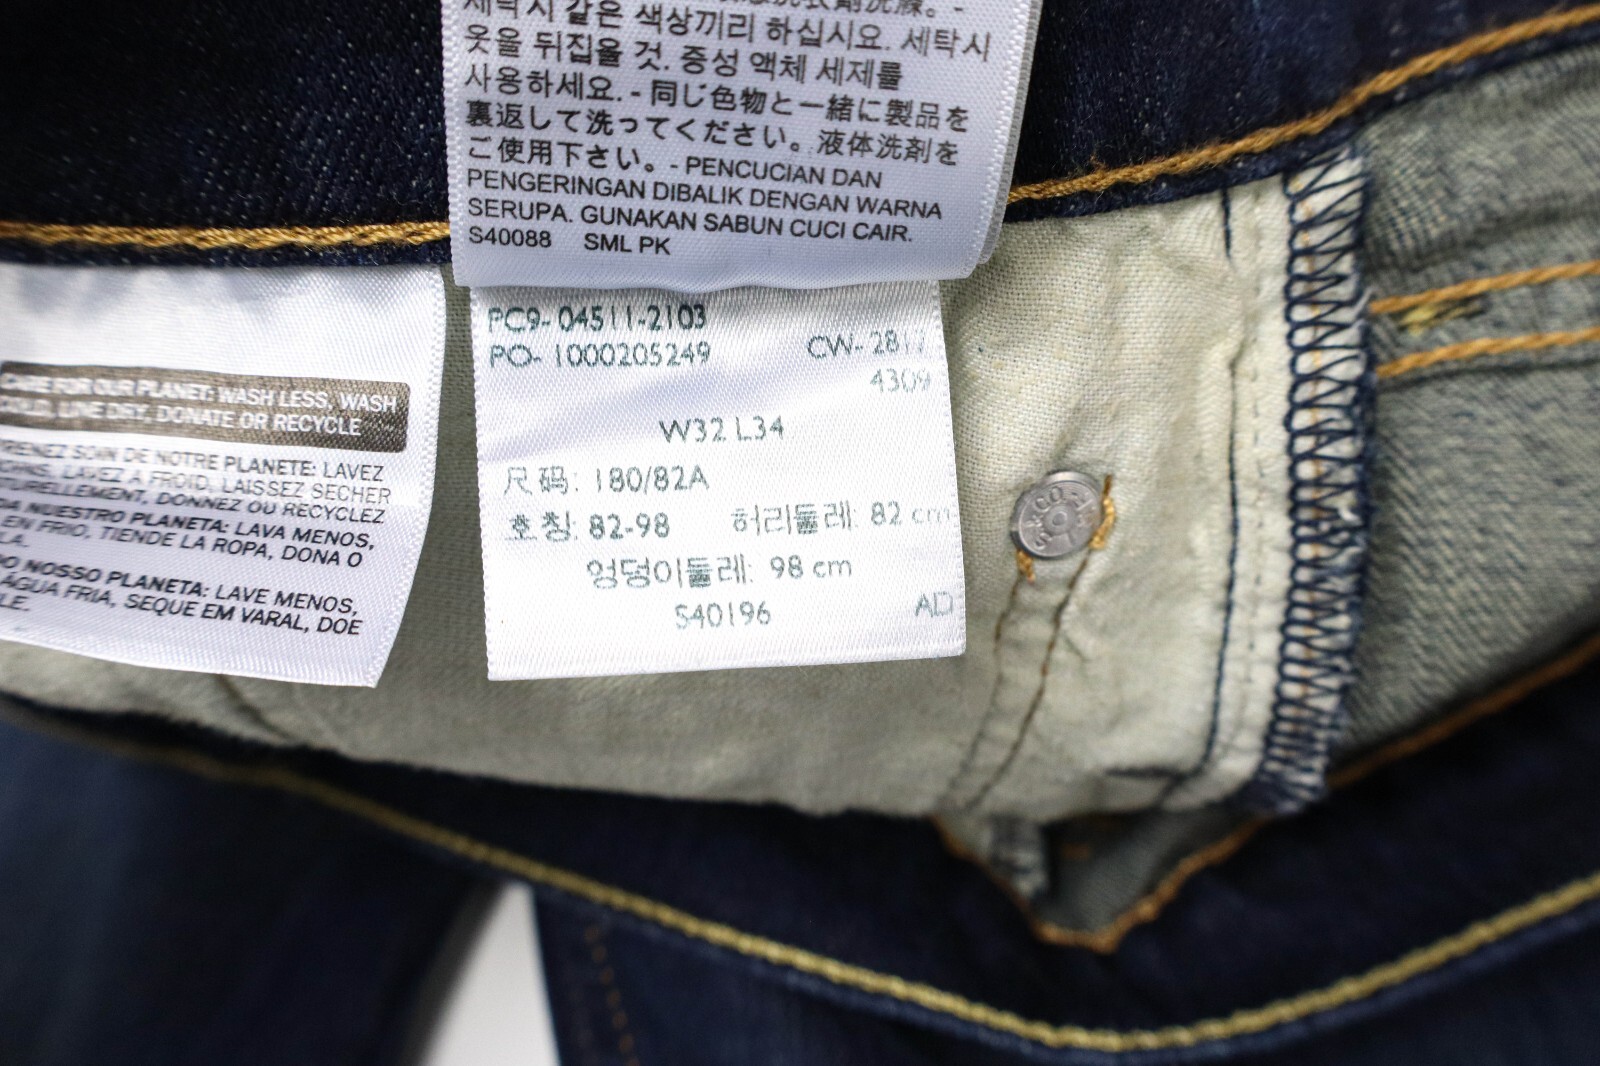 세탁시 같은 색상끼리 하십시요. 세탁시
옷을 뒤집을 것. 중성 액체 세제를
사용하세요. - 同じ色物と一緒に製品を
裏返して洗ってください。液体洗剤を
ご使用下さい。- PENCUCIAN DAN
PENGERINGAN DIBALIK DENGAN WARNA
SERUPA. GUNAKAN SABUN CUCI CAIR.
S40088 SML PK
CARE FOR OUR PLANET: WASH LESS, WASH
COLD, LINE DRY, DONATE OR RECYCLE
PRENEZ SOIN DE NOTRE PLANETE: LAVEZ
MOINS, LAVEZ A FROID, LAISSEZ SECHER
NATURELLEMENT, DONNEZ OU RECYCLEZ
NUESTRO PLANETA: LAVA MENOS,
EN FRIO, TIENDE LA ROPA, DONA O
NOSSO PLANETA: LAVE MENOS,
ÁGUA FRIA, SEQUE EM VARAL, DOE
PC9- 04511-2103
PO- 1000205249
CW- 2817
4309
W32 L34
尺码: 180/82A
호칭: 82-98 허리둘레: 82 cm
엉덩이둘레: 98 cm
S40196
AD